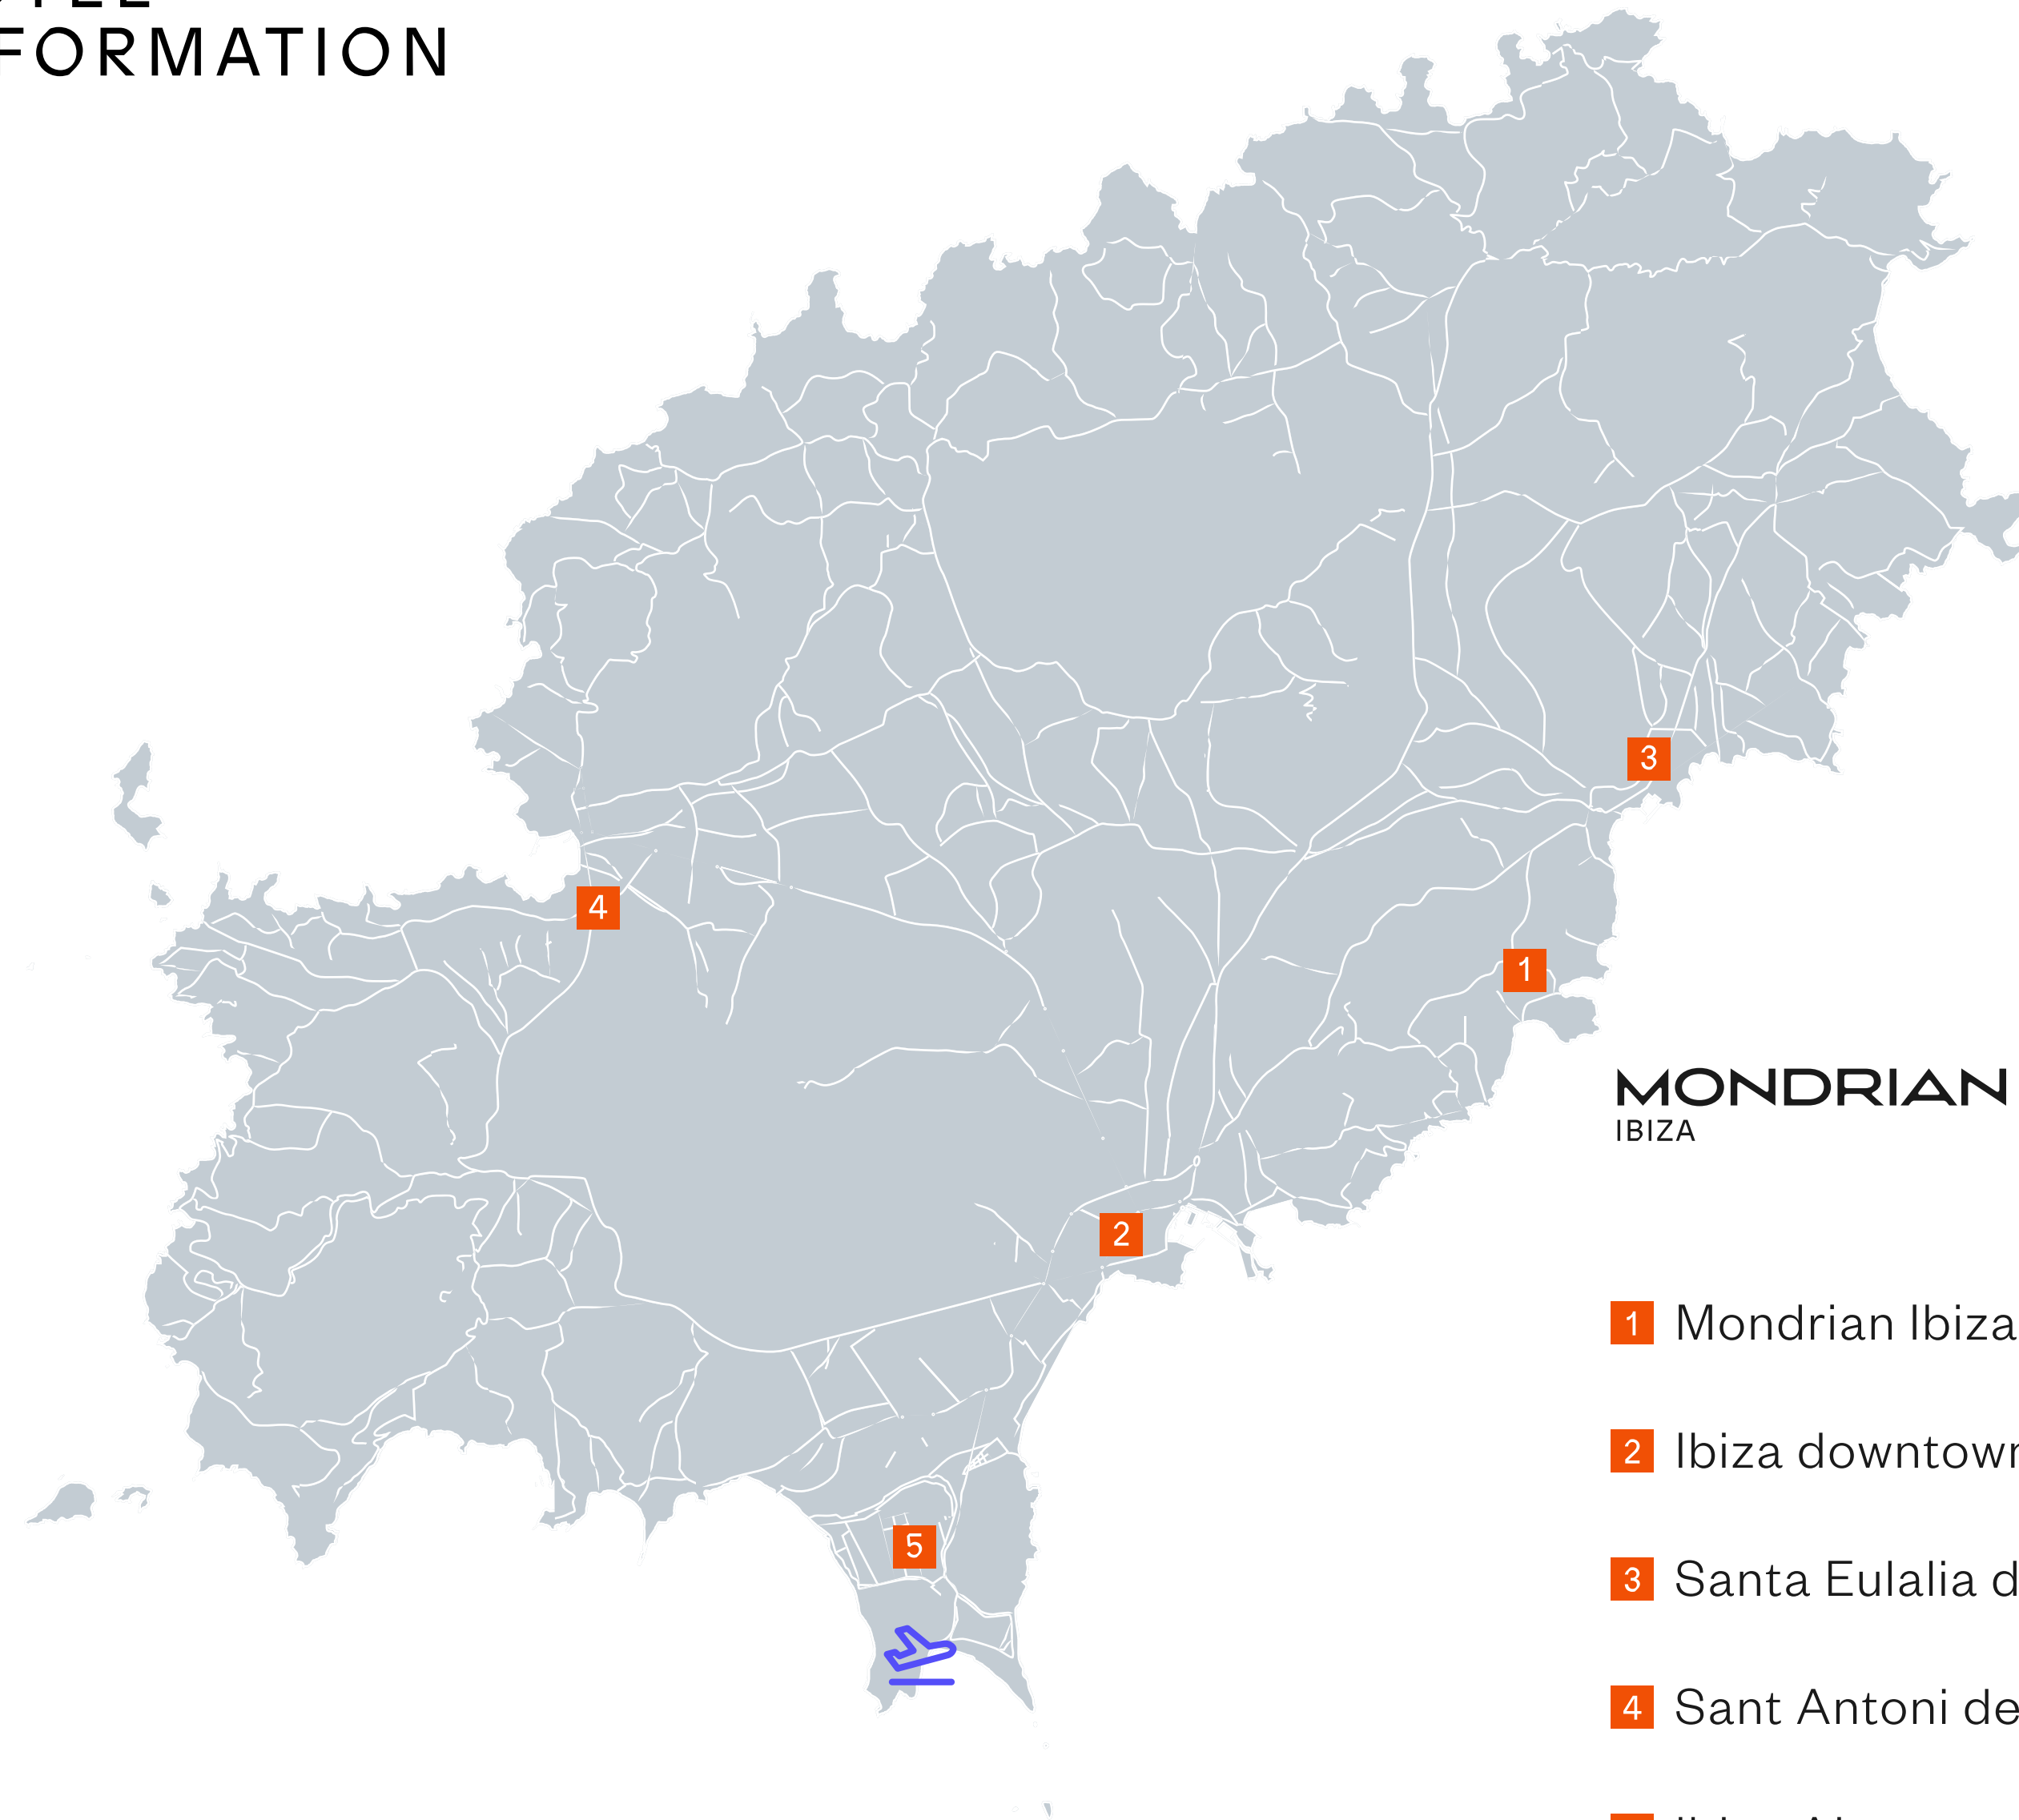 FORMATION
3
4
1
MONDRIAN
IBIZA
2
1 Mondrian Ibiza
2 Ibiza downtown
5
3 Santa Eulalia d
4 Sant Antoni de